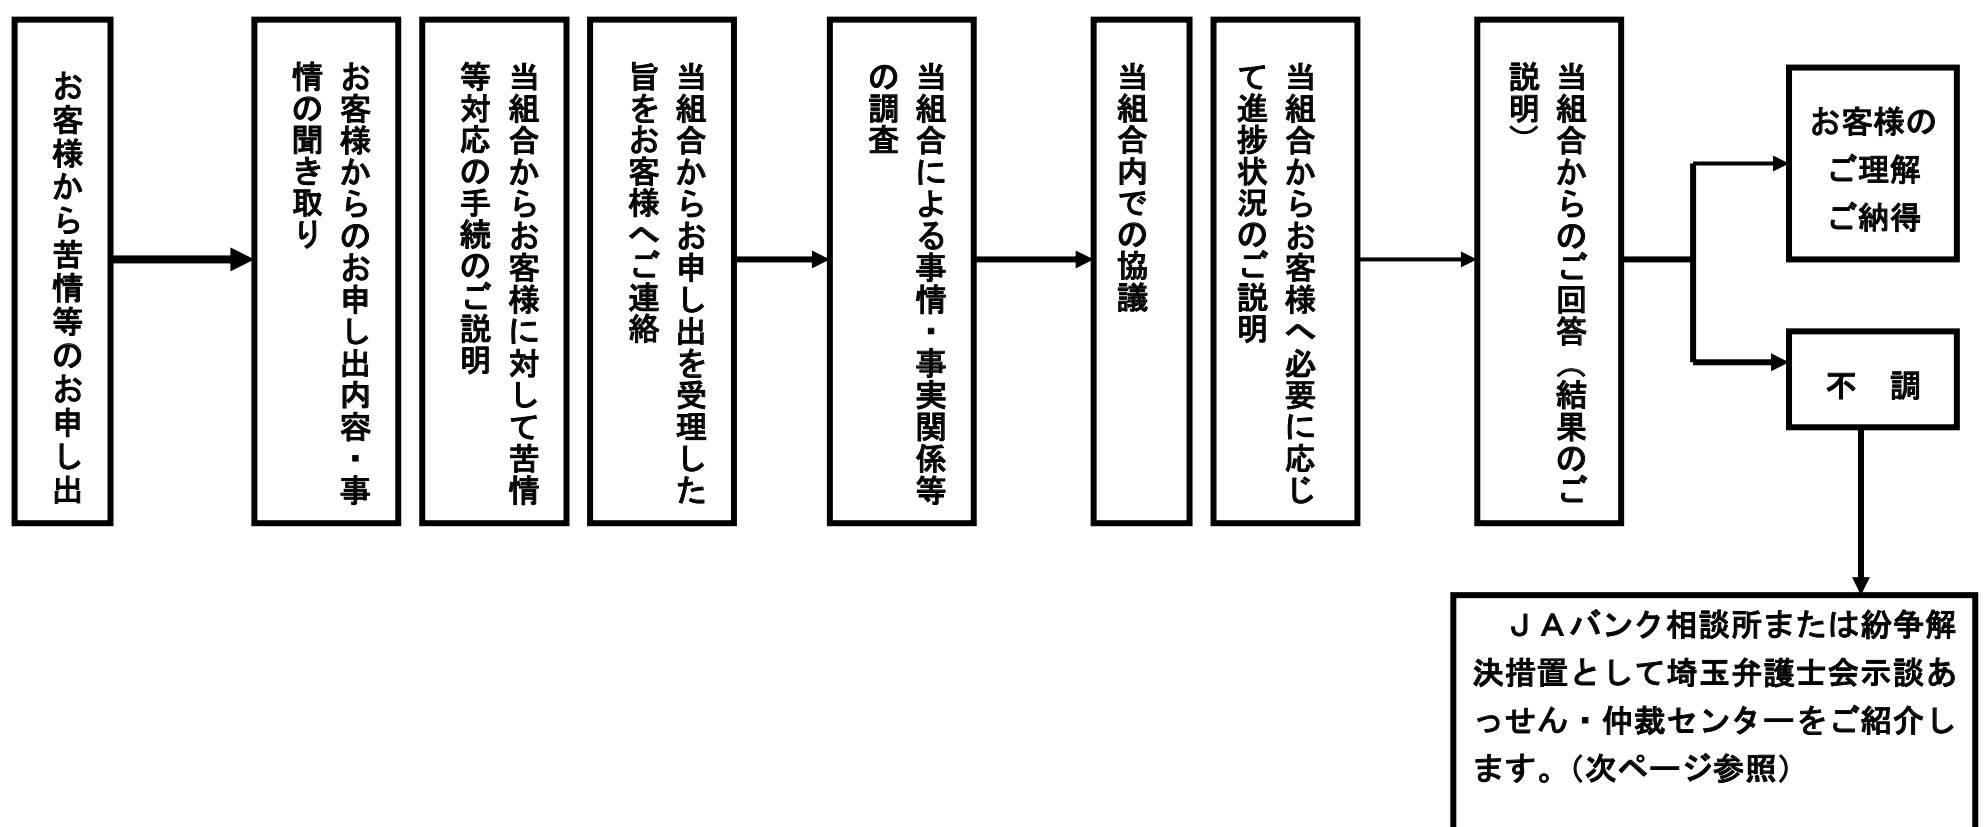 お客様から苦情等のお申し出
お客様からのお申し出内容・事
情の聞き取り
当組合からお客様に対して苦情
等対応の手続のご説明
当組合からお申し出を受理した
旨をお客様へご連絡
当組合による事情・事実関係等
の調査
当組合内での協議
当組合からお客様へ必要に応じ
て進捗状況のご説明
当組合からのご回答（結果のご
説明）
お客様の
ご理解
ご納得
不　調
ＪＡバンク相談所または紛争解
決措置として埼玉弁護士会示談あ
っせん・仲裁センターをご紹介し
ます。（次ページ参照）